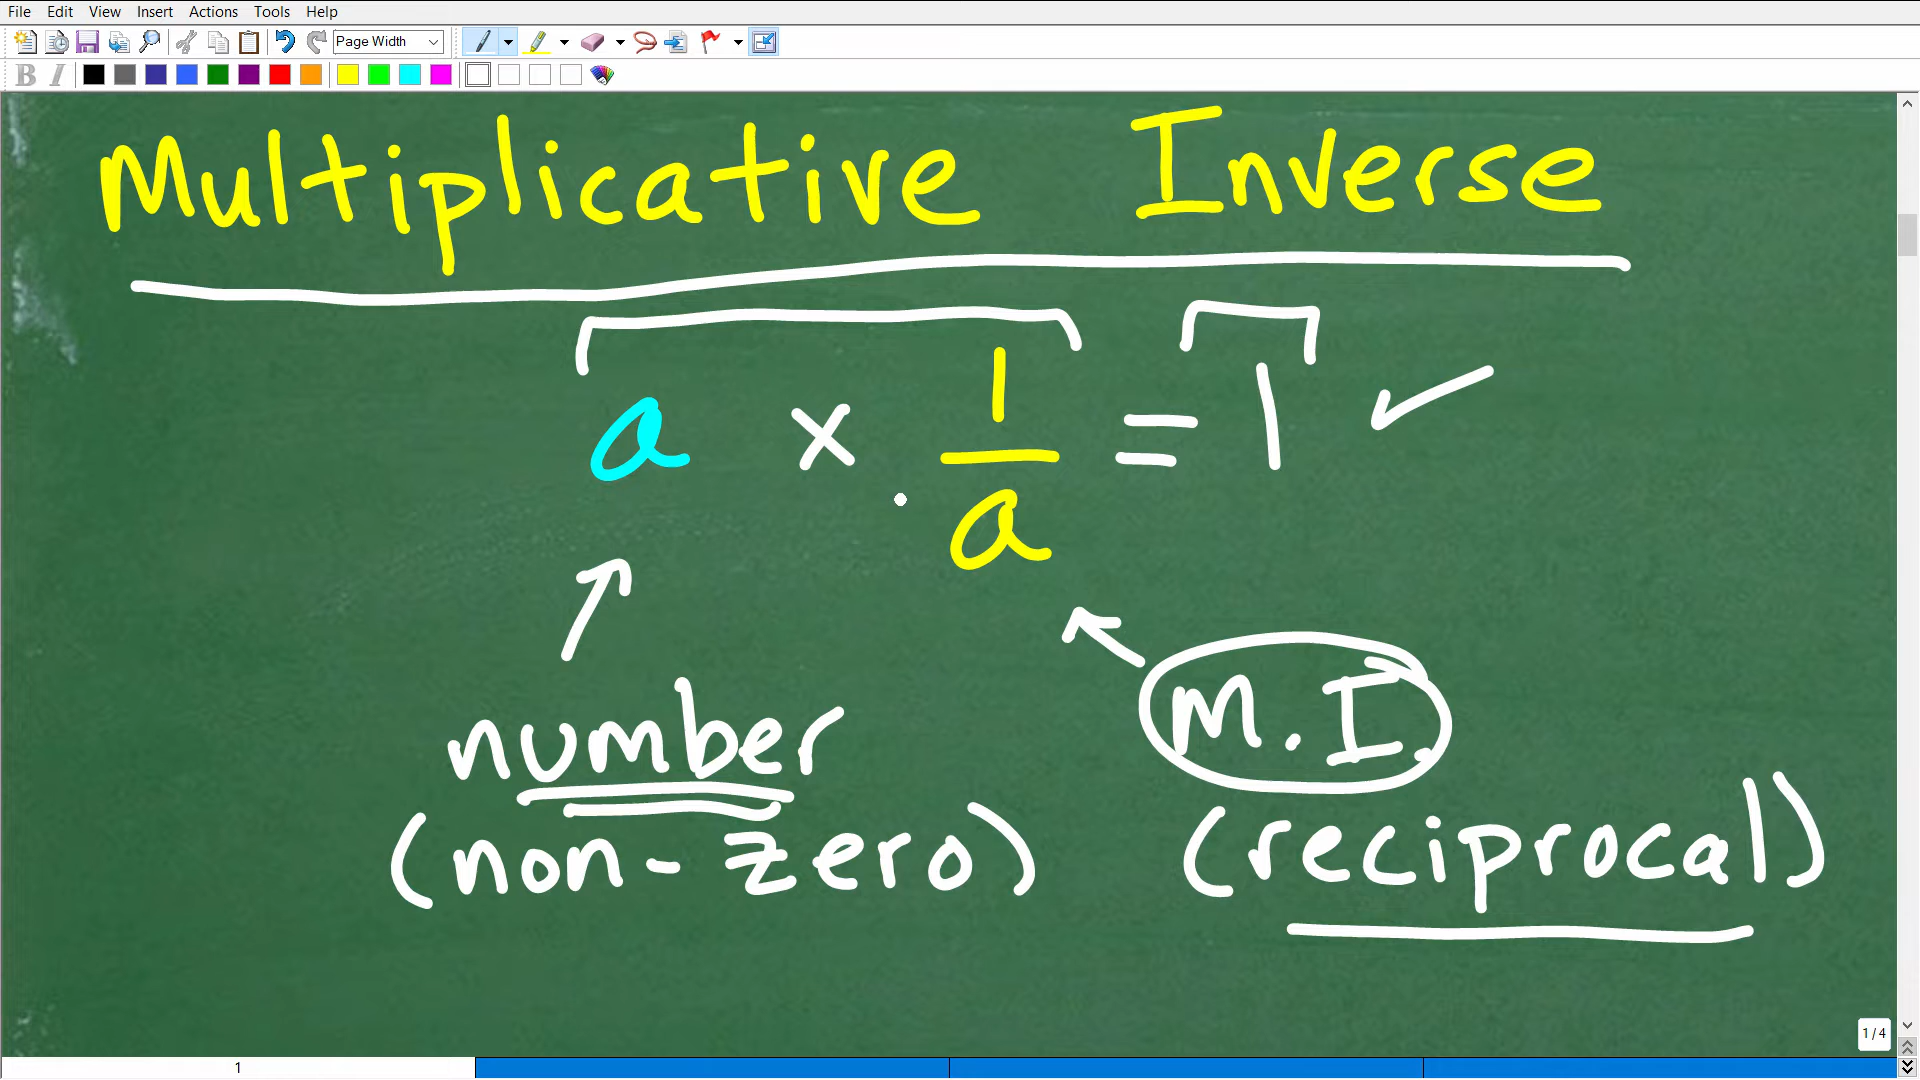 File Edit View Insert Actions Tools Help
Page Width
B I
Multiplicative Inverse
a × 1/a = 1 ✓
number M.I.
(non-zero) (reciprocal)
1 / 4
1